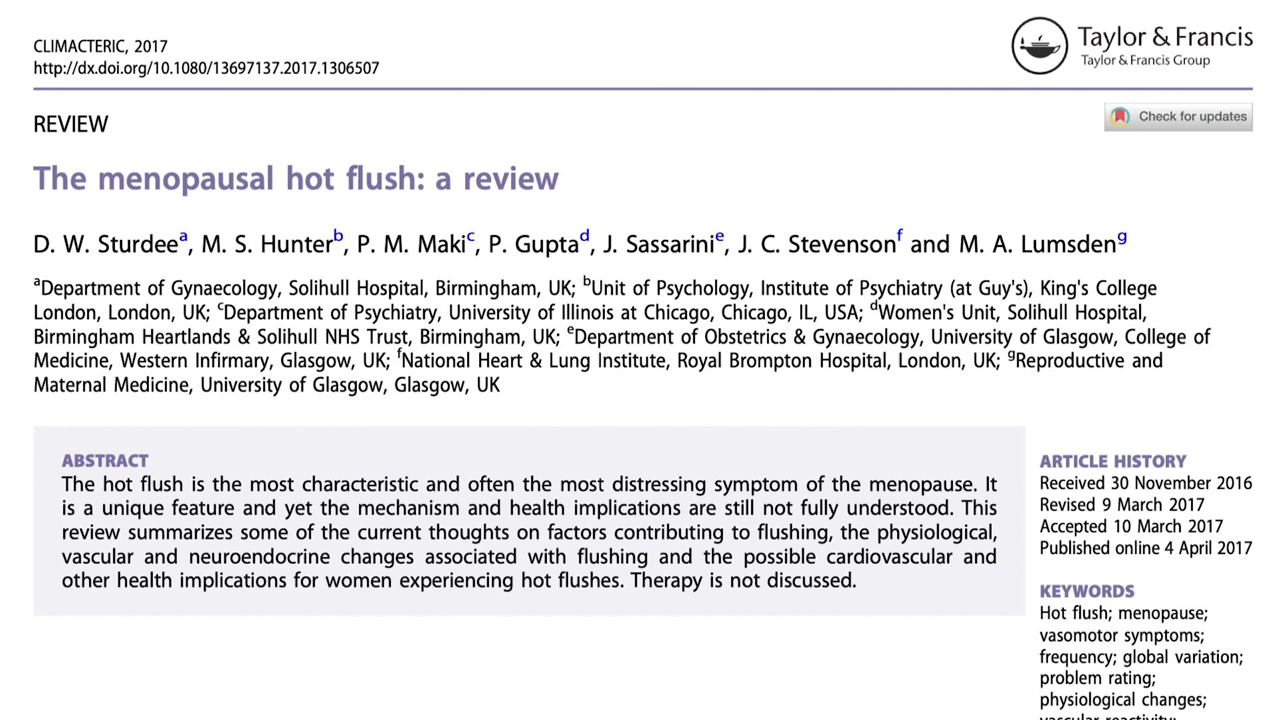 CLIMACTERIC, 2017
http://dx.doi.org/10.1080/13697137.2017.1306507
Taylor & Francis
Taylor & Francis Group
Check for updates
REVIEW
The menopausal hot flush: a review
D. W. Sturdeea, M. S. Hunterb, P. M. Makic, P. Guptad, J. Sassarinie, J. C. Stevensonf and M. A. Lumsdeng
aDepartment of Gynaecology, Solihull Hospital, Birmingham, UK; bUnit of Psychology, Institute of Psychiatry (at Guy's), King's College
London, London, UK; cDepartment of Psychiatry, University of Illinois at Chicago, Chicago, IL, USA; dWomen's Unit, Solihull Hospital,
Birmingham Heartlands & Solihull NHS Trust, Birmingham, UK; eDepartment of Obstetrics & Gynaecology, University of Glasgow, College of
Medicine, Western Infirmary, Glasgow, UK; fNational Heart & Lung Institute, Royal Brompton Hospital, London, UK; gReproductive and
Maternal Medicine, University of Glasgow, Glasgow, UK
ABSTRACT
The hot flush is the most characteristic and often the most distressing symptom of the menopause. It
is a unique feature and yet the mechanism and health implications are still not fully understood. This
review summarizes some of the current thoughts on factors contributing to flushing, the physiological,
vascular and neuroendocrine changes associated with flushing and the possible cardiovascular and
other health implications for women experiencing hot flushes. Therapy is not discussed.
ARTICLE HISTORY
Received 30 November 2016
Revised 9 March 2017
Accepted 10 March 2017
Published online 4 April 2017
KEYWORDS
Hot flush; menopause;
vasomotor symptoms;
frequency; global variation;
problem rating;
physiological changes;
vascular reactivity;